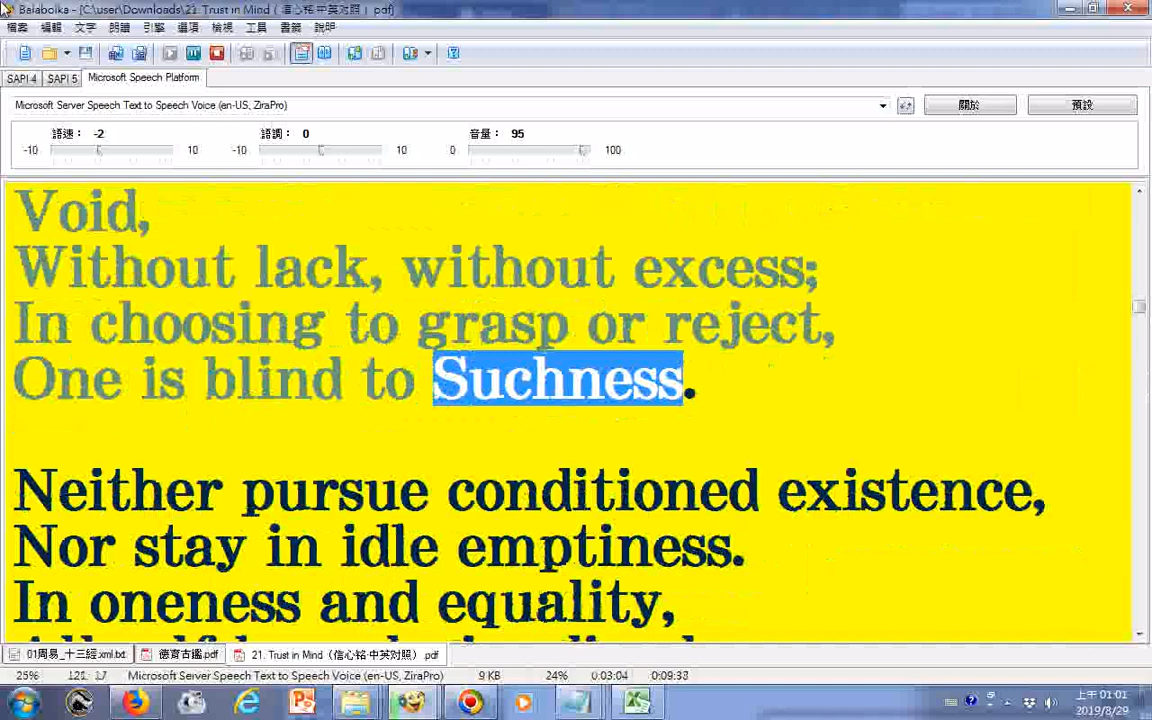 Balabolka - [C:\user\Downloads\21. Trust in Mind（信心铭·中英对照）.pdf]
檔案 編輯 文字 朗讀 引擎 選項 檢視 工具 書籤 說明
SAPI 4 SAPI 5 Microsoft Speech Platform
Microsoft Server Speech Text to Speech Voice (en-US, ZiraPro) 關於 預設
語速： -2 語調： 0 音量： 95
-10 10 -10 10 0 100
Void,
Without lack, without excess;
In choosing to grasp or reject,
One is blind to Suchness.
Neither pursue conditioned existence,
Nor stay in idle emptiness.
In oneness and equality,
01周易_十三經.xml.txt 德育古鑑.pdf 21. Trust in Mind（信心铭·中英对照）.pdf
25% 121: 17 Microsoft Server Speech Text to Speech Voice (en-US, ZiraPro) 9 KB 24% 0:03:04 0:09:38
上午 01:01
2019/8/29